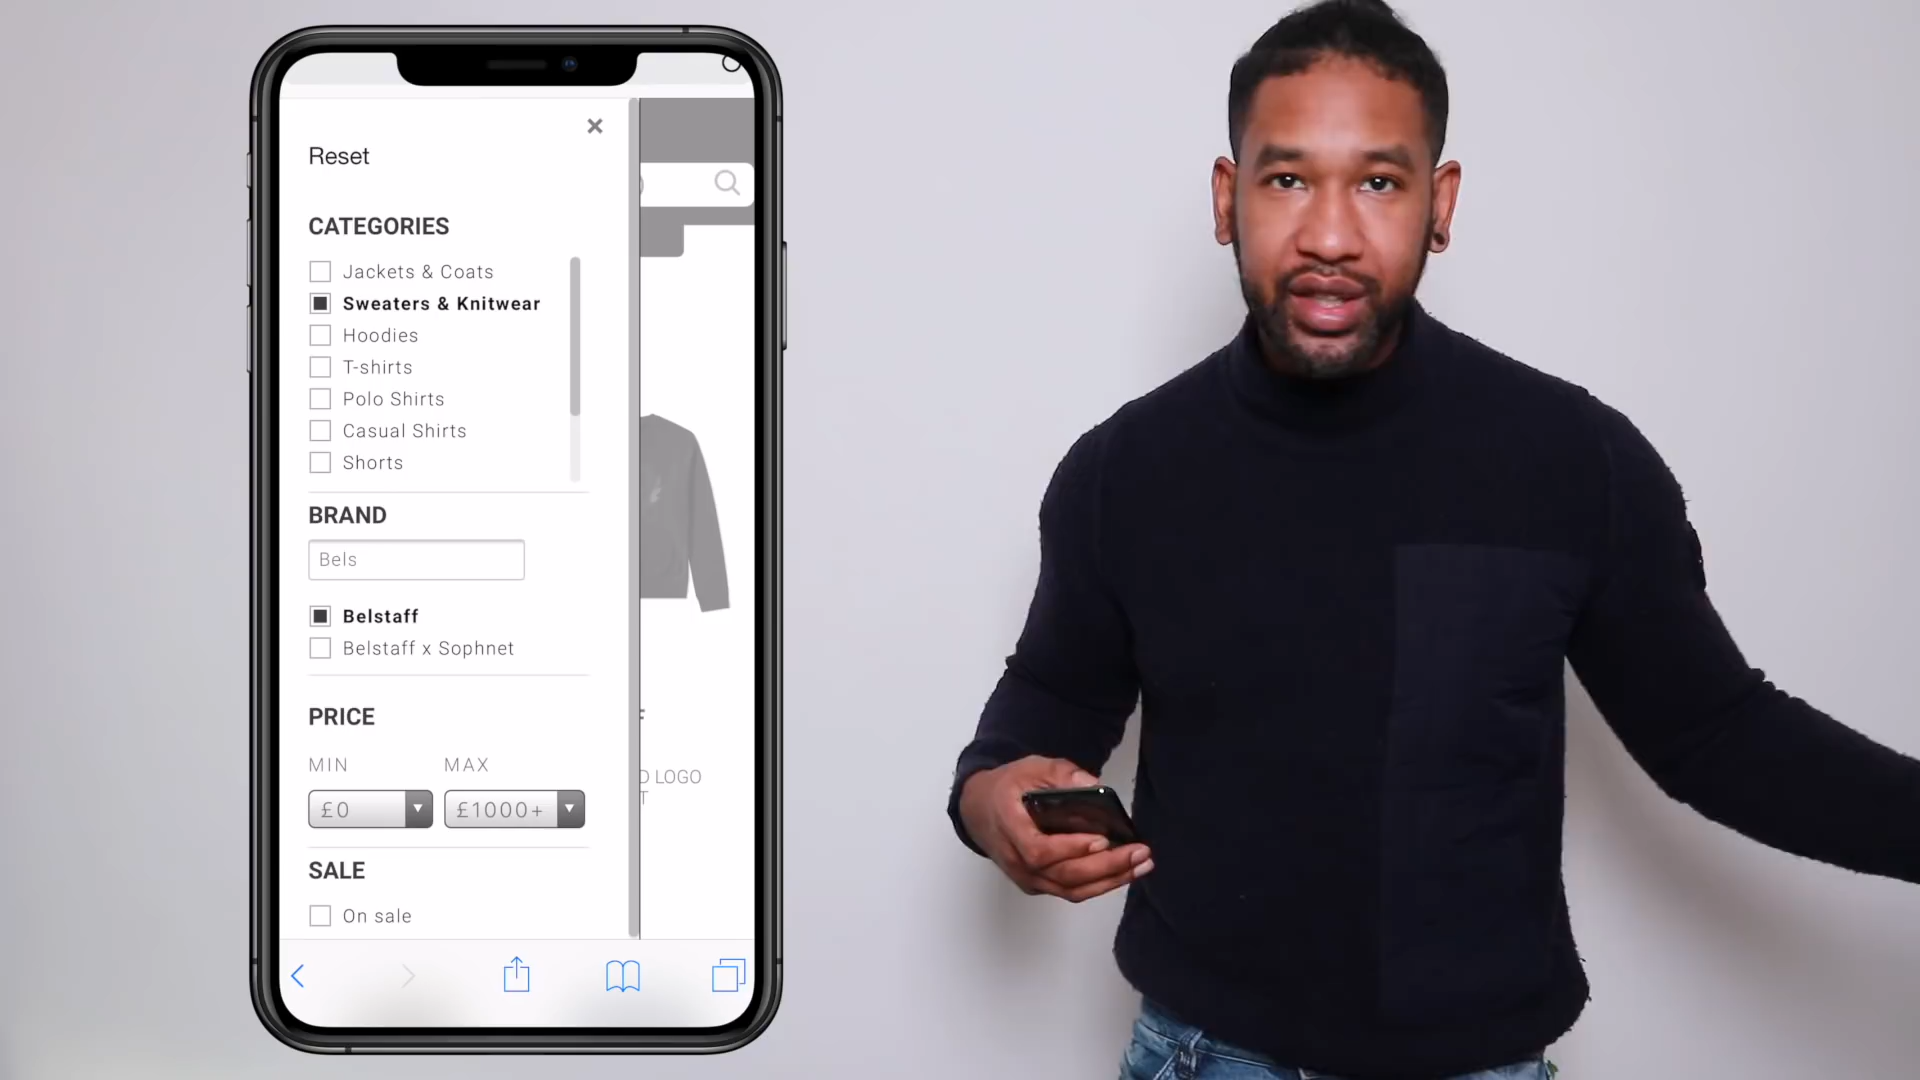 Reset
CATEGORIES
Jackets & Coats
Sweaters & Knitwear
Hoodies
T-shirts
Polo Shirts
Casual Shirts
Shorts
BRAND
Bels
Belstaff
Belstaff x Sophnet
PRICE
MIN MAX
£0 £1000+
LOGO
SALE
On sale